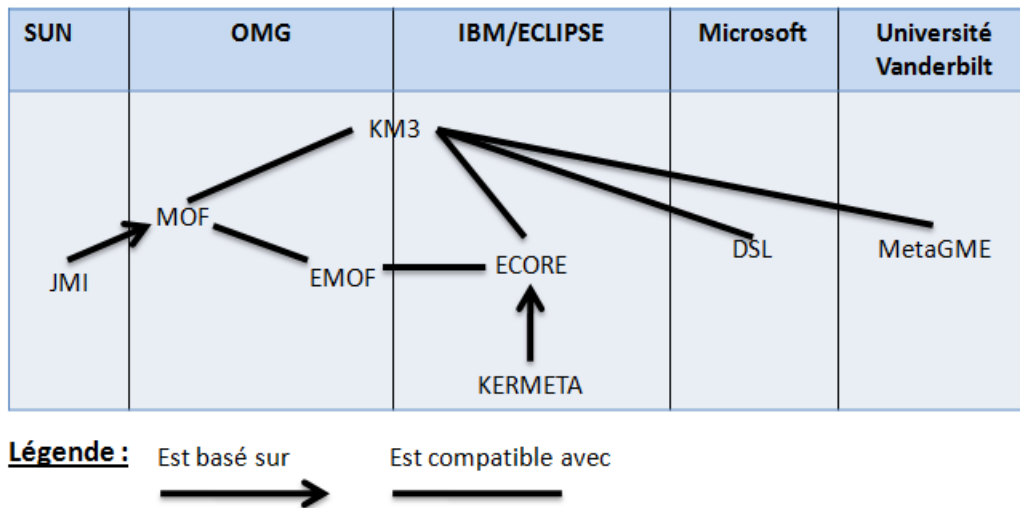 SUN OMG IBM/ECLIPSE Microsoft Université
Vanderbilt
KM3
MOF
JMI EMOF ECORE DSL MetaGME
KERMETA
Légende : Est basé sur Est compatible avec